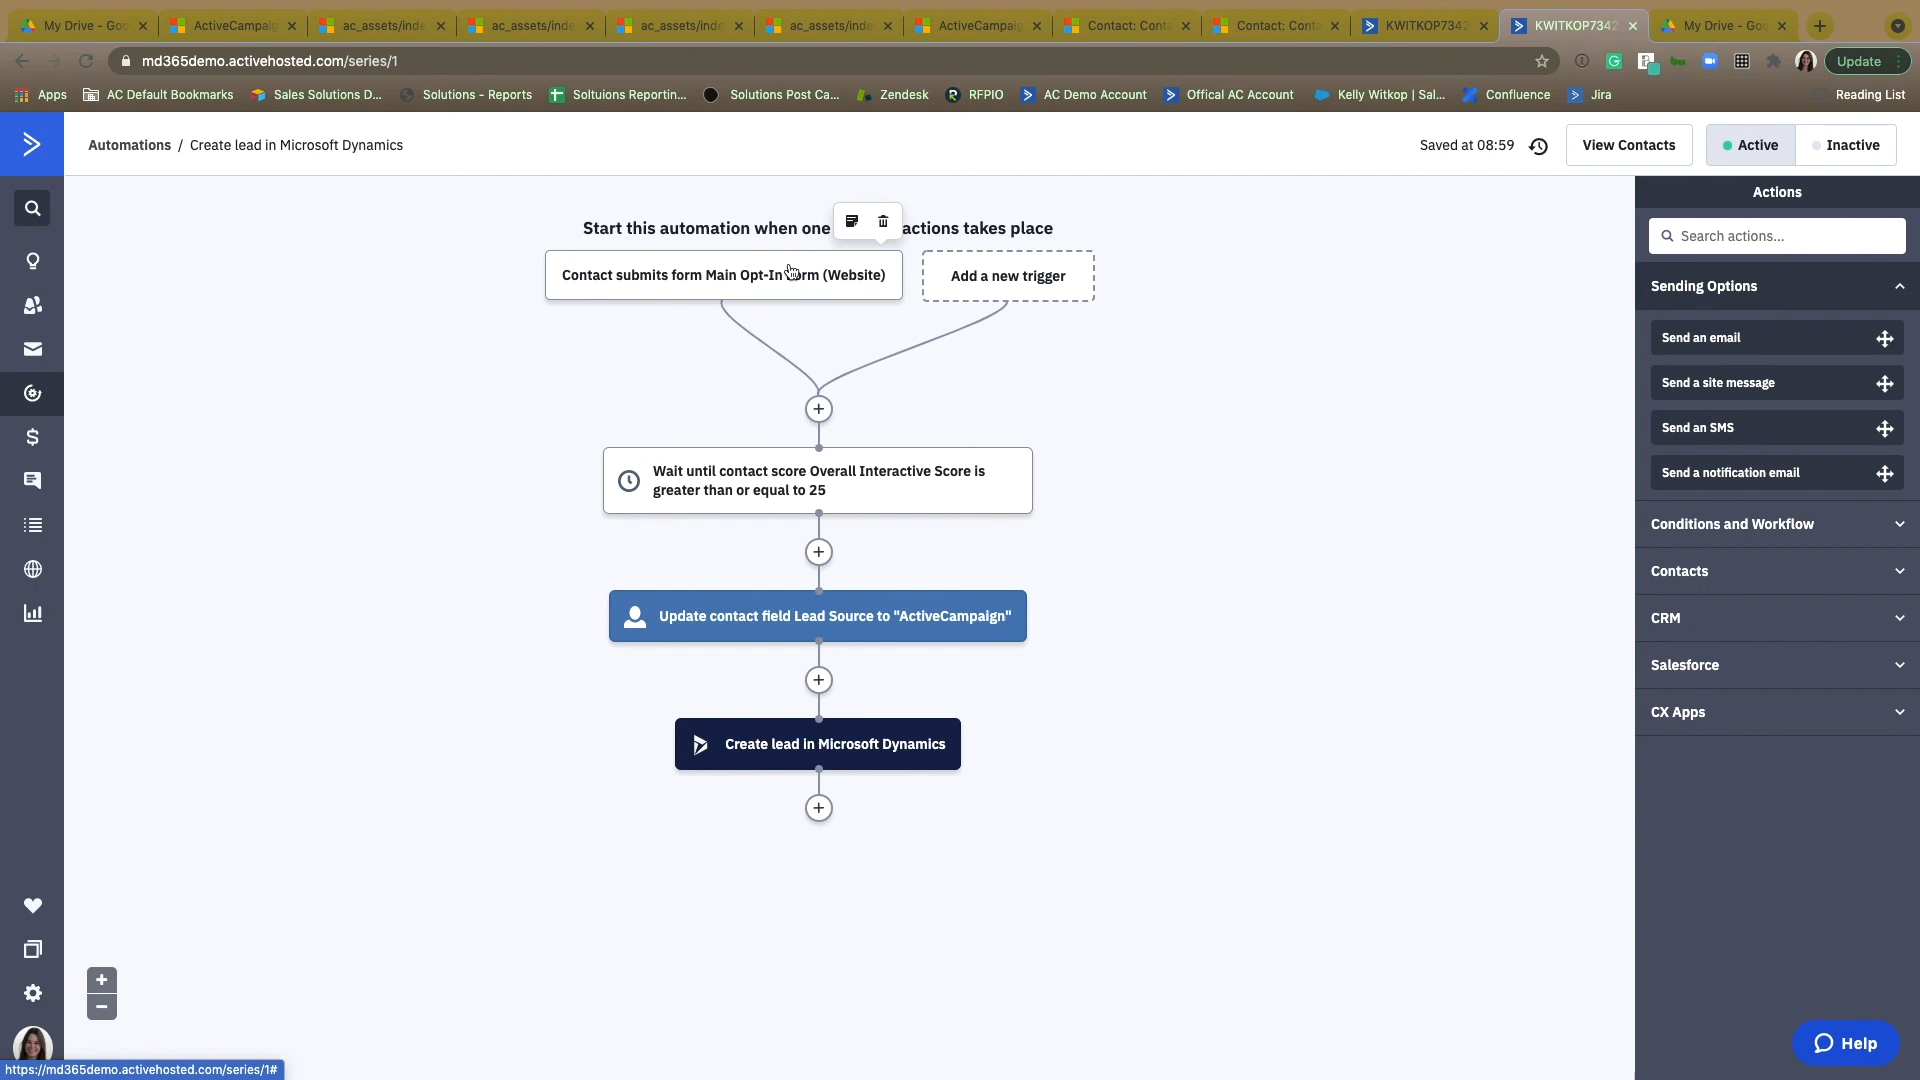 My Drive - Goo
ActiveCampaig
ac_assets/inde
ac_assets/inde
ac_assets/inde
ac_assets/inde
ActiveCampaig
Contact: Conta
Contact: Conta
KWITKOP7342
KWITKOP7342
My Drive - Goo
md365demo.activehosted.com/series/1
Update
Apps
AC Default Bookmarks
Sales Solutions D...
Solutions - Reports
Soltuions Reportin...
Solutions Post Ca...
Zendesk
RFPIO
AC Demo Account
Offical AC Account
Kelly Witkop | Sal...
Confluence
Jira
Reading List
Automations / Create lead in Microsoft Dynamics
Saved at 08:59
View Contacts
Active
Inactive
Start this automation when one actions takes place
Contact submits form Main Opt-In Form (Website)
Add a new trigger
Wait until contact score Overall Interactive Score is
greater than or equal to 25
Update contact field Lead Source to "ActiveCampaign"
Create lead in Microsoft Dynamics
Actions
Search actions...
Sending Options
Send an email
Send a site message
Send an SMS
Send a notification email
Conditions and Workflow
Contacts
CRM
Salesforce
CX Apps
Help
https://md365demo.activehosted.com/series/1#